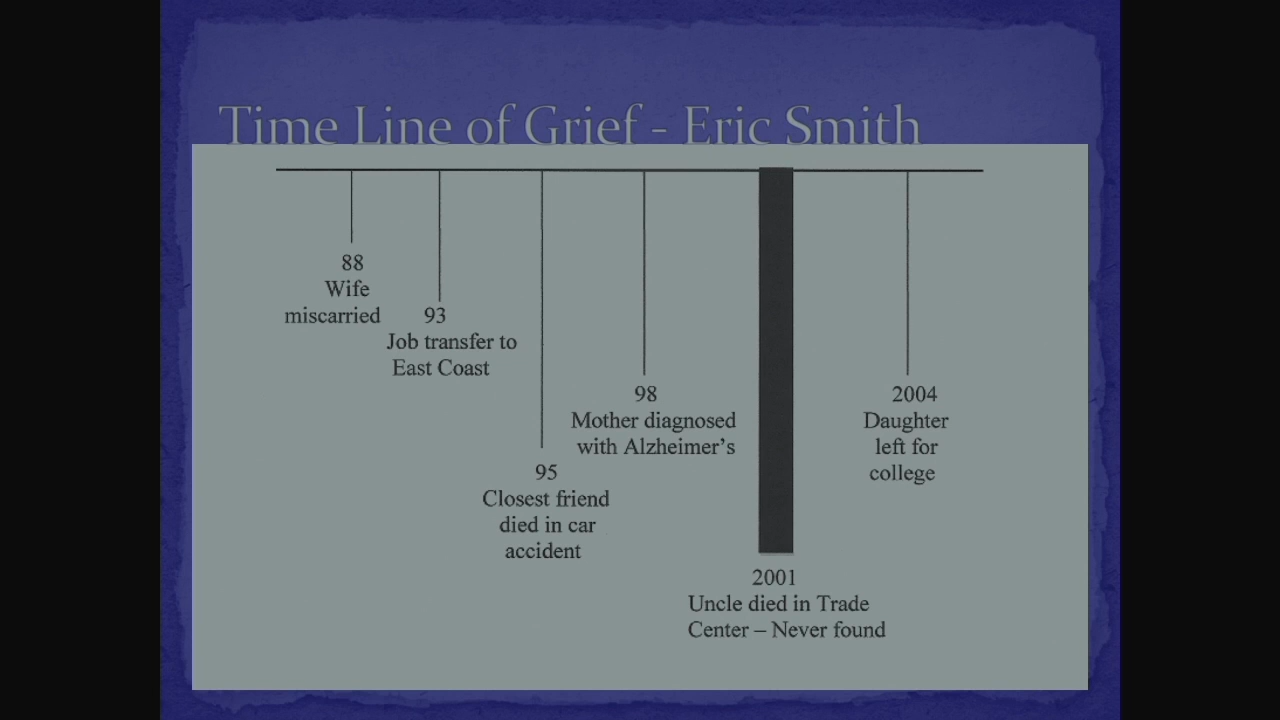 Time Line of Grief - Eric Smith
88
Wife
miscarried
93
Job transfer to
East Coast
95
Closest friend
died in car
accident
98
Mother diagnosed
with Alzheimer’s
2001
Uncle died in Trade
Center – Never found
2004
Daughter
left for
college